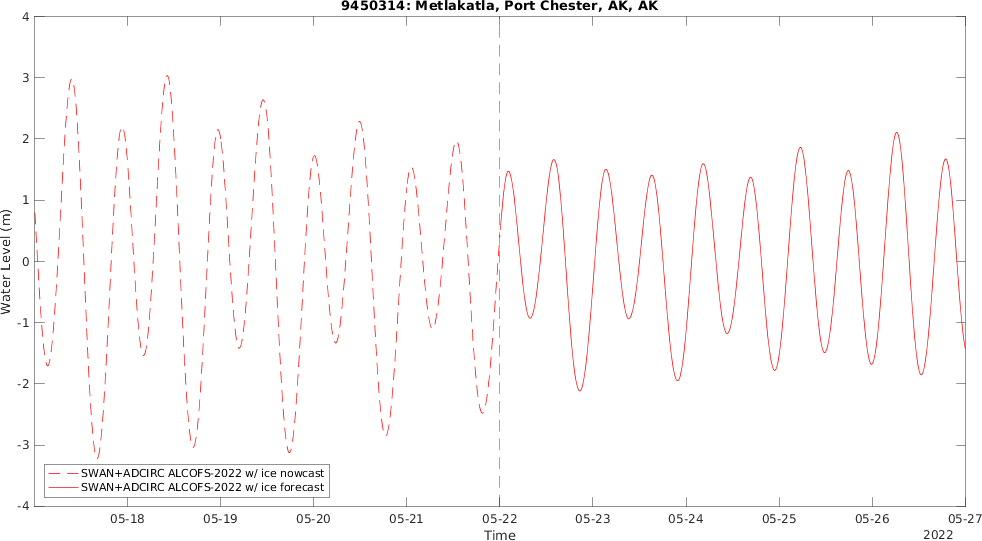 9450314: Metlakatla, Port Chester, AK, AK
4
3
2
1
0
-1
-2
-3
-4
Water Level (m)
SWAN+ADCIRC ALCOFS-2022 w/ ice nowcast
SWAN+ADCIRC ALCOFS-2022 w/ ice forecast
05-18 05-19 05-20 05-21 05-22 05-23 05-24 05-25 05-26 05-27
Time
2022